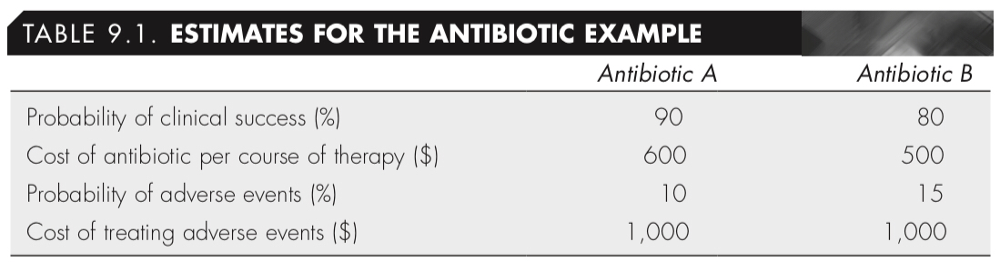 TABLE 9.1. ESTIMATES FOR THE ANTIBIOTIC EXAMPLE
Antibiotic A Antibiotic B
Probability of clinical success (%) 90 80
Cost of antibiotic per course of therapy ($) 600 500
Probability of adverse events (%) 10 15
Cost of treating adverse events ($) 1,000 1,000